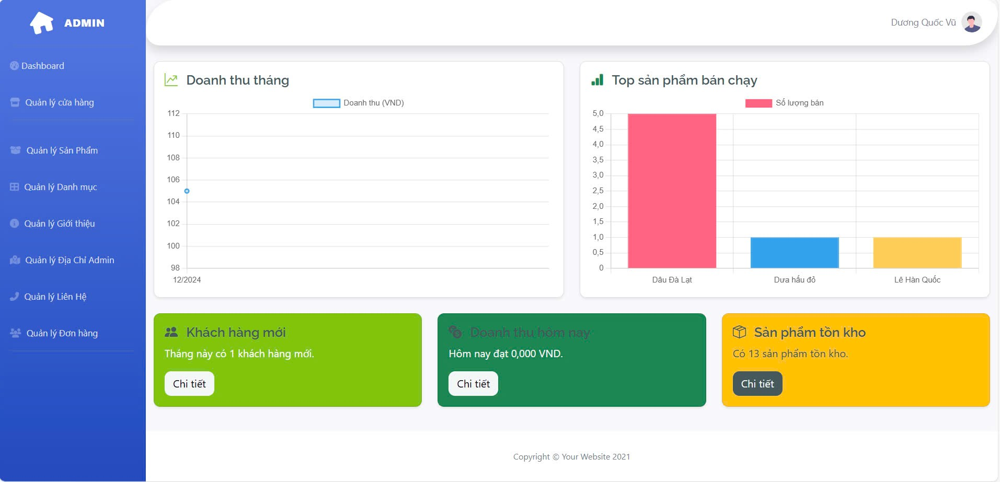 ADMIN
Dashboard
Quản lý cửa hàng
Quản lý Sản Phẩm
Quản lý Danh mục
Quản lý Giới thiệu
Quản lý Địa Chỉ Admin
Quản lý Liên Hệ
Quản lý Đơn hàng
Dương Quốc Vũ
Doanh thu tháng
Doanh thu (VND)
112
110
108
106
104
102
100
98
12/2024
Top sản phẩm bán chạy
Số lượng bán
5,0
4,5
4,0
3,5
3,0
2,5
2,0
1,5
1,0
0,5
0
Dâu Đà Lạt
Dưa hấu đỏ
Lê Hàn Quốc
Khách hàng mới
Tháng này có 1 khách hàng mới.
Chi tiết
Doanh thu hôm nay
Hôm nay đạt 0,000 VND.
Chi tiết
Sản phẩm tồn kho
Có 13 sản phẩm tồn kho.
Chi tiết
Copyright © Your Website 2021